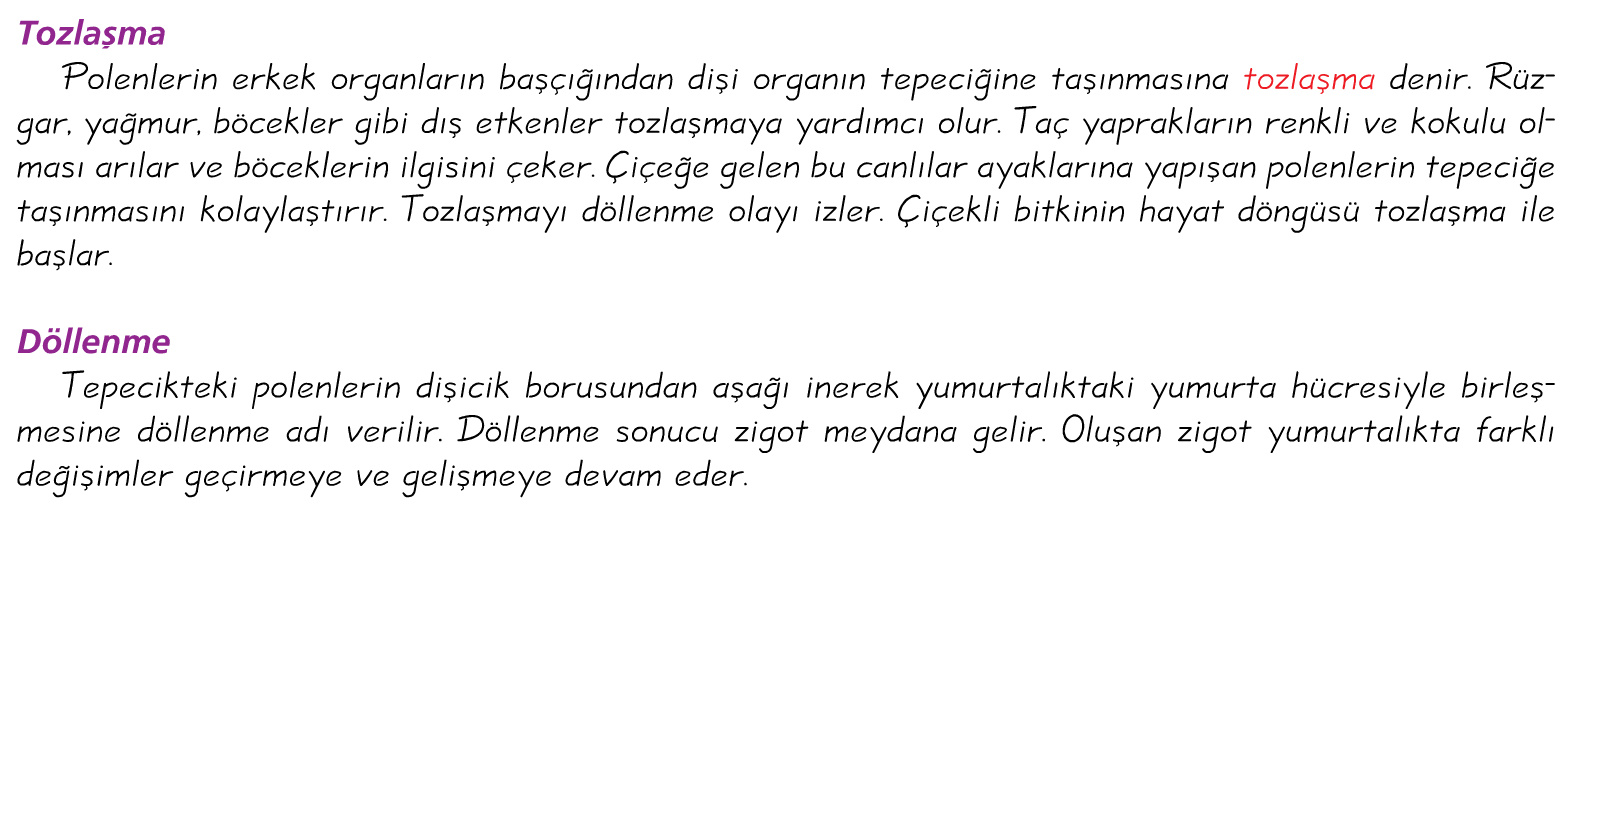 Tozlaşma
Polenlerin erkek organların başçığından dişi organın tepeciğine taşınmasına tozlaşma denir. Rüz-
gar, yağmur, böcekler gibi dış etkenler tozlaşmaya yardımcı olur. Taç yaprakların renkli ve kokulu ol-
ması arılar ve böceklerin ilgisini çeker. Çiçeğe gelen bu canlılar ayaklarına yapışan polenlerin tepeciğe
taşınmasını kolaylaştırır. Tozlaşmayı döllenme olayı izler. Çiçekli bitkinin hayat döngüsü tozlaşma ile
başlar.
Döllenme
Tepecikteki polenlerin dişicik borusundan aşağı inerek yumurtalıktaki yumurta hücresiyle birleş-
mesine döllenme adı verilir. Döllenme sonucu zigot meydana gelir. Oluşan zigot yumurtalıkta farklı
değişimler geçirmeye ve gelişmeye devam eder.